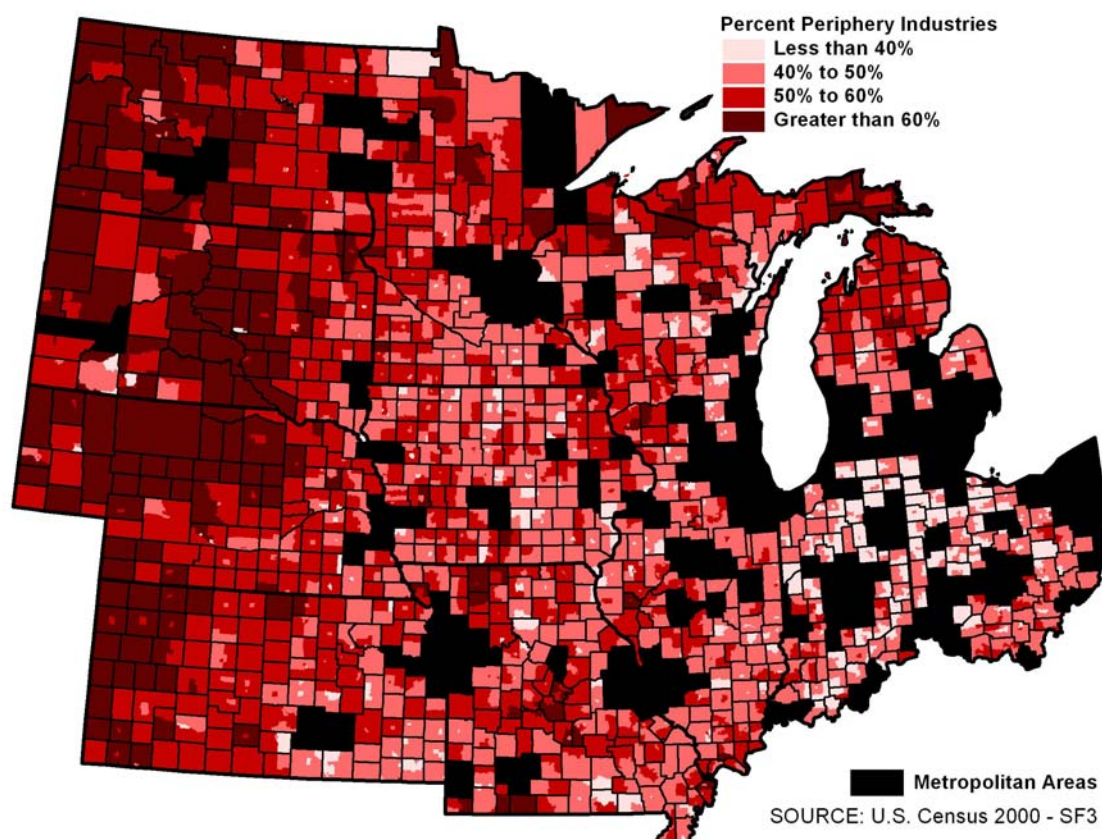 Percent Periphery Industries
Less than 40%
40% to 50%
50% to 60%
Greater than 60%
Metropolitan Areas
SOURCE: U.S. Census 2000 - SF3